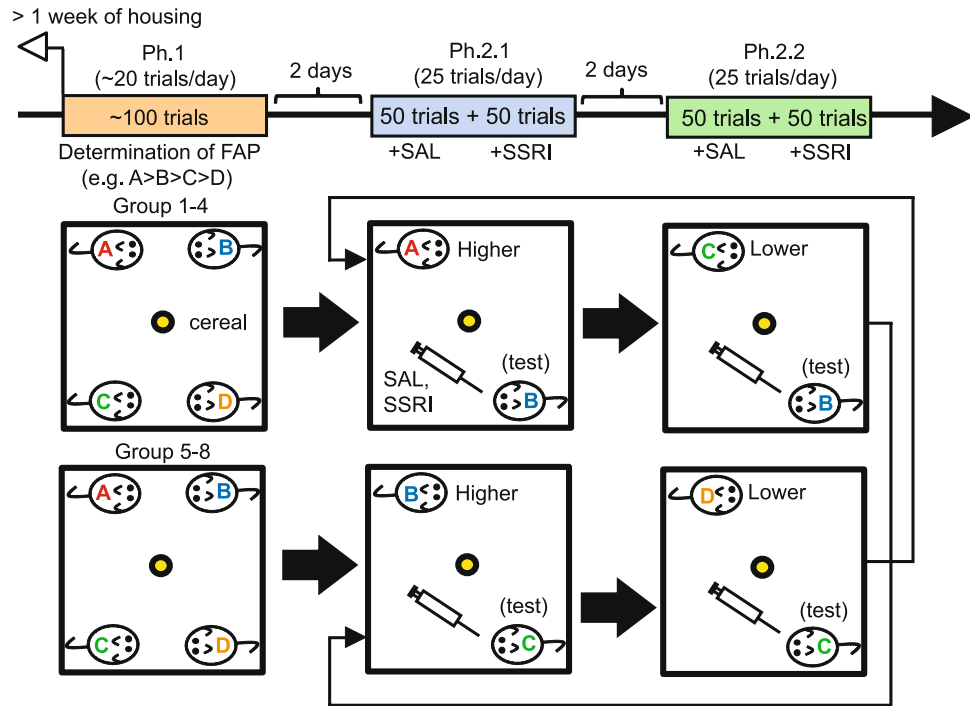 > 1 week of housing
Ph.1
(~20 trials/day)
2 days
Ph.2.1
(25 trials/day)
2 days
Ph.2.2
(25 trials/day)
~100 trials
50 trials + 50 trials
50 trials + 50 trials
Determination of FAP
(e.g. A>B>C>D)
+SAL +SSRI
+SAL +SSRI
Group 1-4
A
B
cereal
C
D
A
Higher
SAL,
SSRI
(test)
B
C
Lower
(test)
B
Group 5-8
A
B
C
D
B
Higher
(test)
C
D
Lower
(test)
C